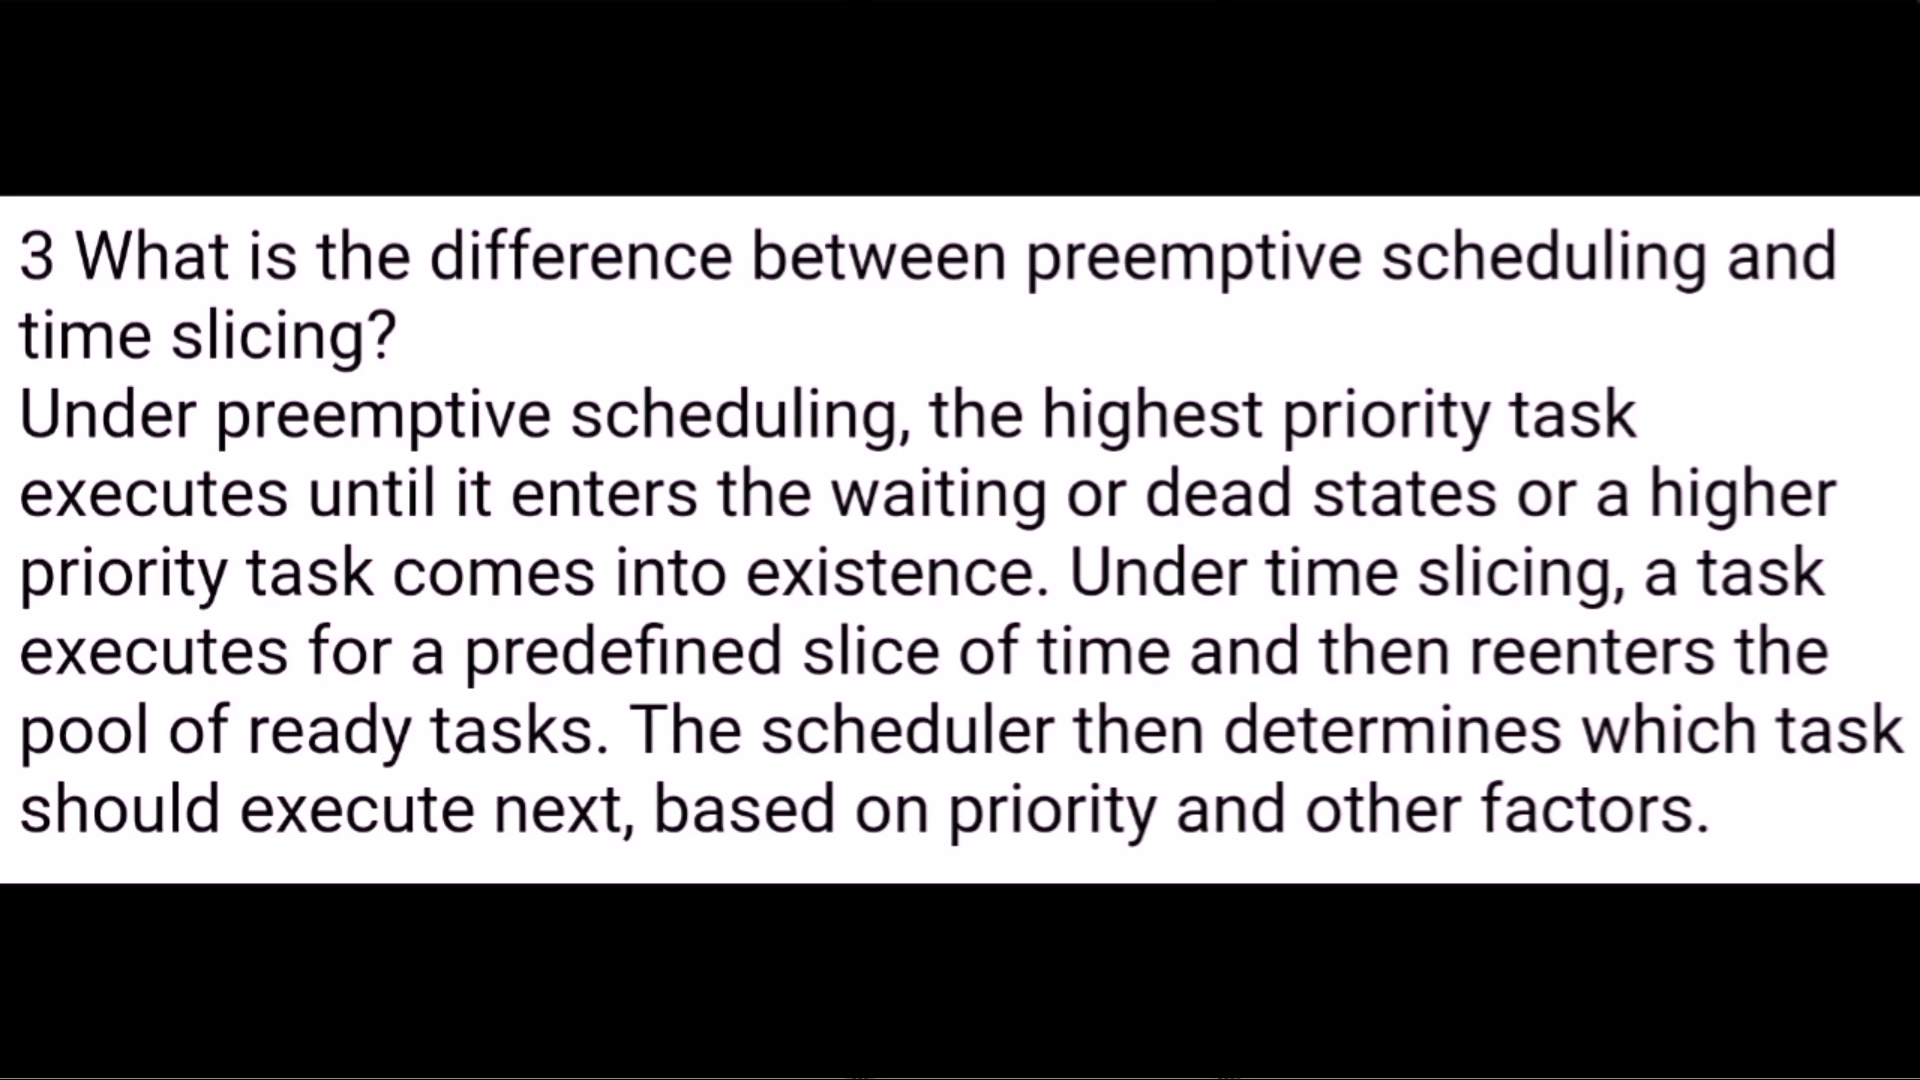 3 What is the difference between preemptive scheduling and
time slicing?
Under preemptive scheduling, the highest priority task
executes until it enters the waiting or dead states or a higher
priority task comes into existence. Under time slicing, a task
executes for a predefined slice of time and then reenters the
pool of ready tasks. The scheduler then determines which task
should execute next, based on priority and other factors.